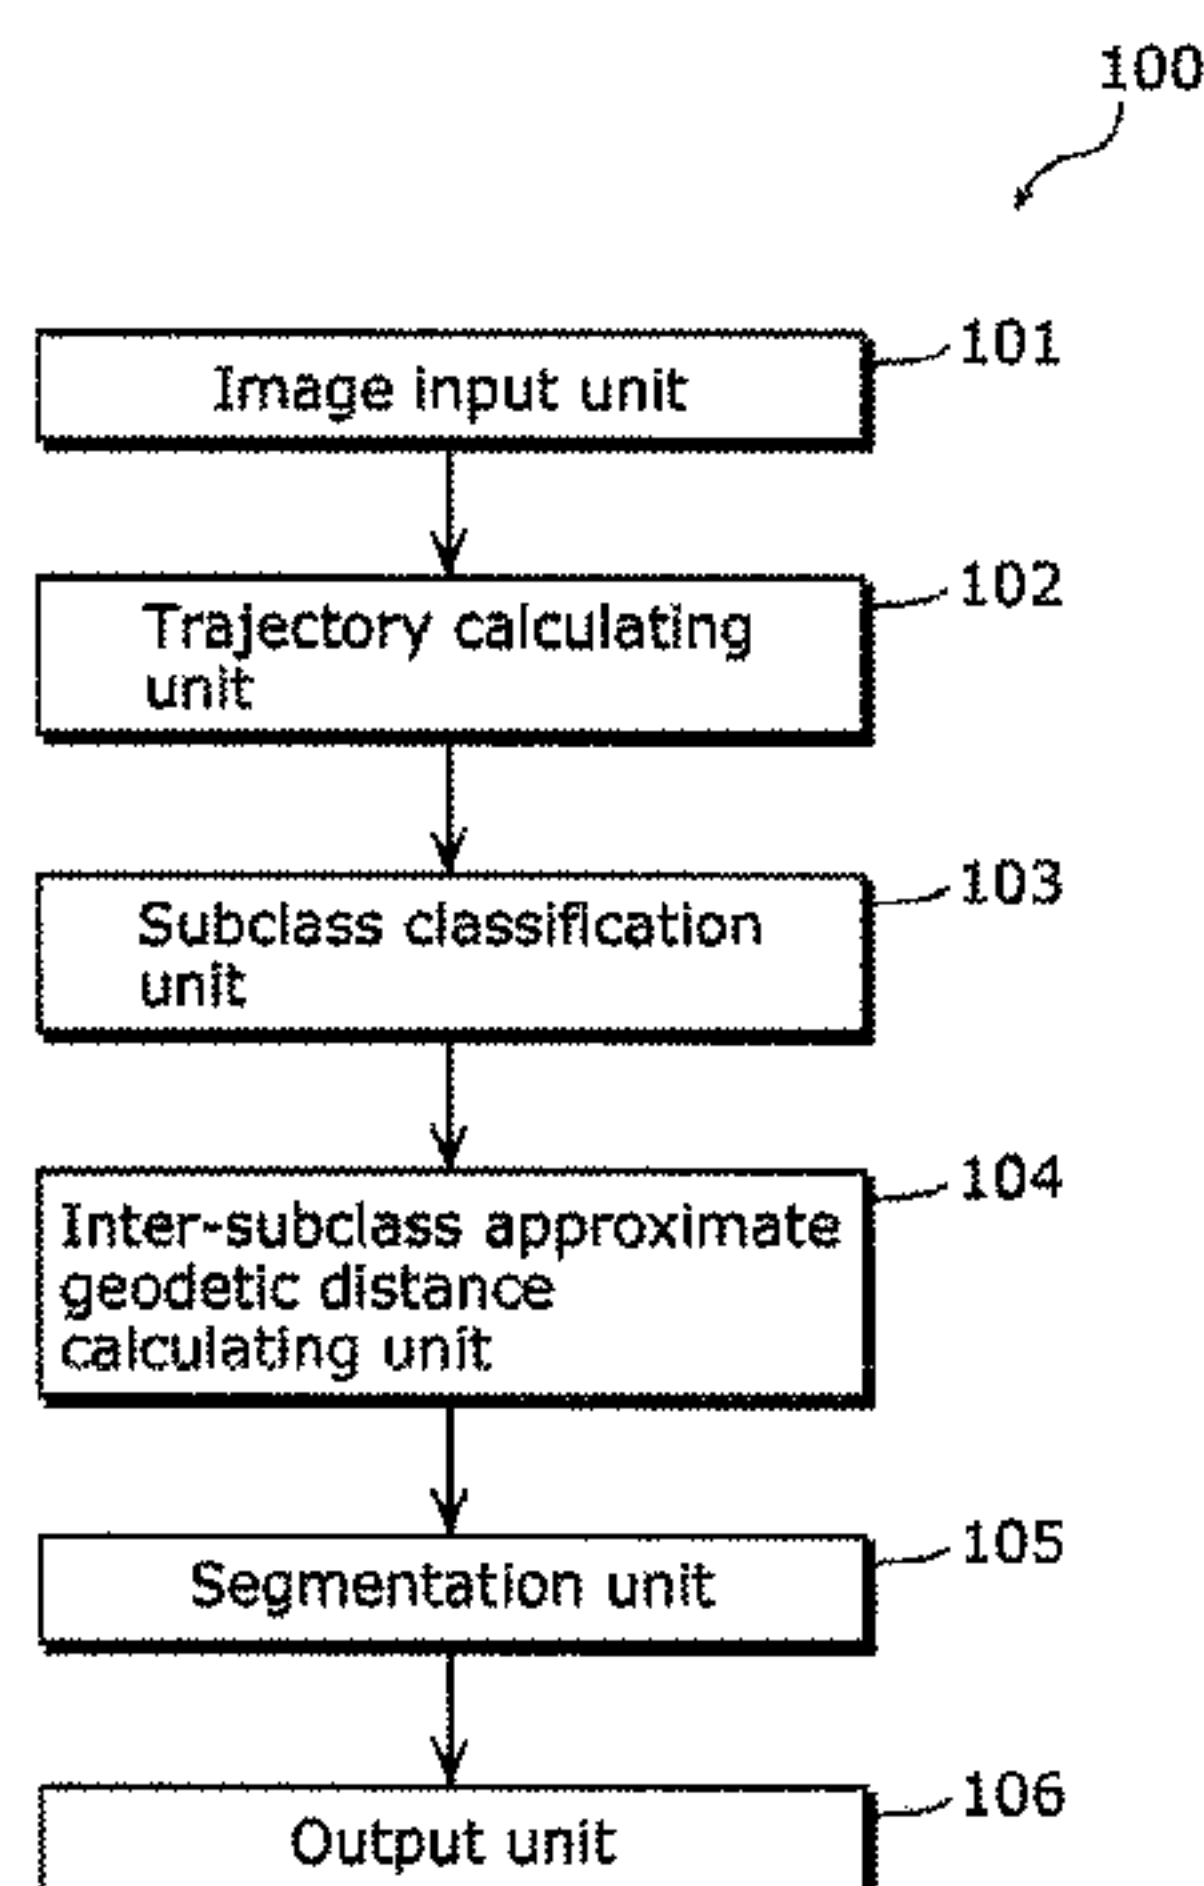 100
101
Image input unit
102
Trajectory calculating
unit
103
Subclass classification
unit
104
Inter-subclass approximate
geodetic distance
calculating unit
105
Segmentation unit
106
Output unit